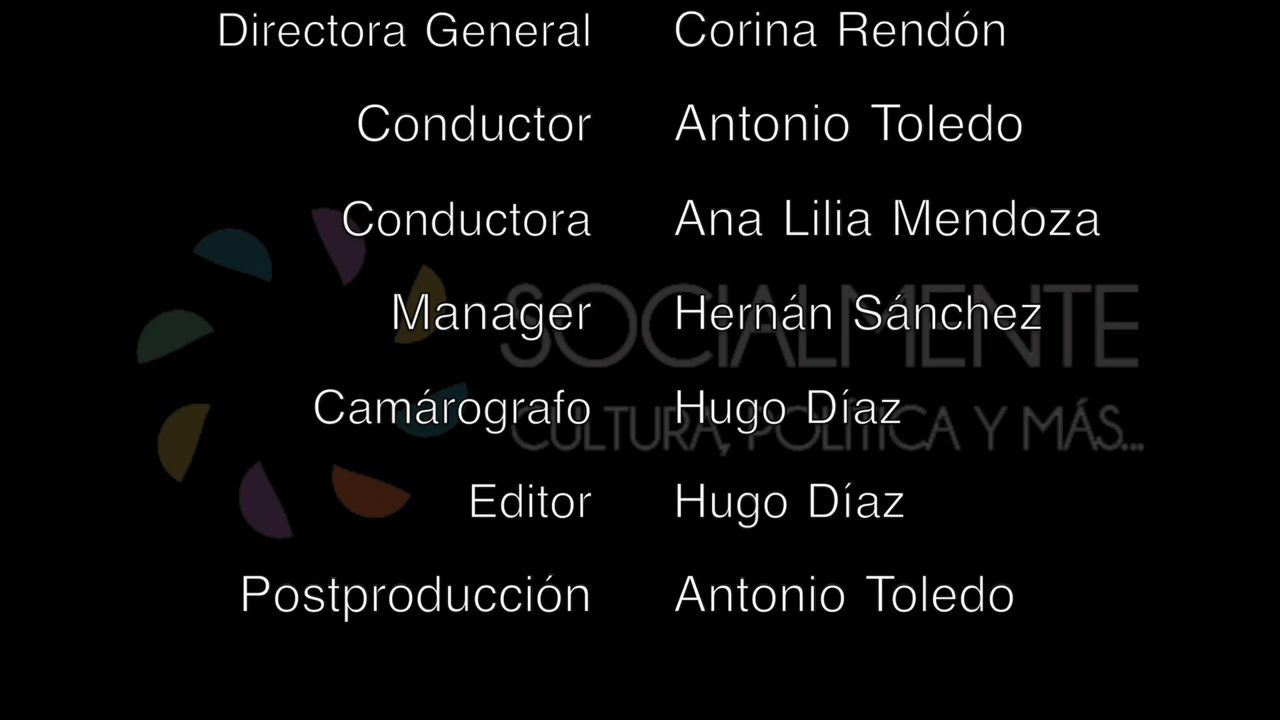 Directora General Corina Rendón
Conductor Antonio Toledo
Conductora Ana Lilia Mendoza
Manager Hernán Sánchez
Camárografo Hugo Díaz
Editor Hugo Díaz
Postproducción Antonio Toledo
SOCIALMENTE
CULTURA, POLÍTICA Y MÁS...